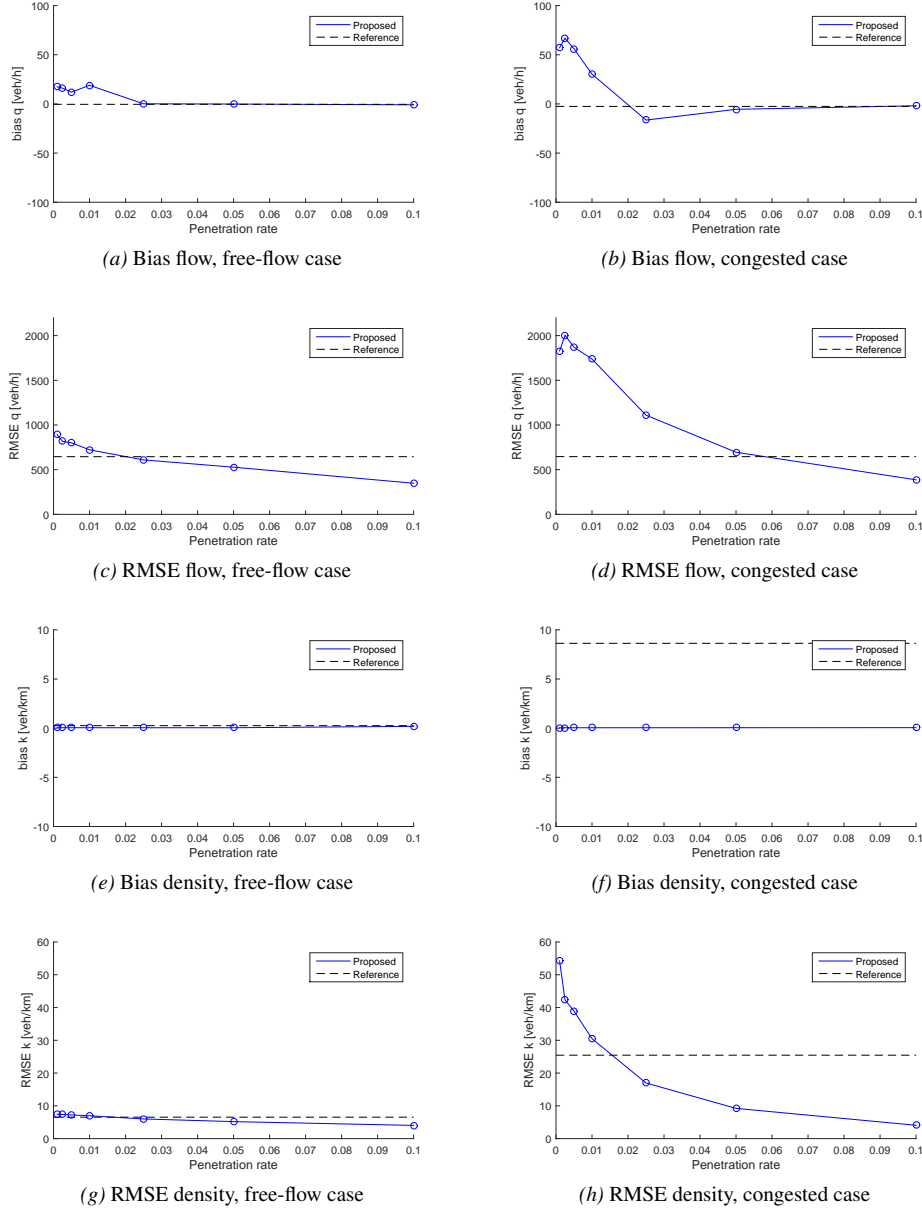 100
50
0
-50
-100
bias q [veh/h]
0 0.01 0.02 0.03 0.04 0.05 0.06 0.07 0.08 0.09 0.1
Penetration rate
Proposed
Reference
(a) Bias flow, free-flow case
100
50
0
-50
-100
bias q [veh/h]
0 0.01 0.02 0.03 0.04 0.05 0.06 0.07 0.08 0.09 0.1
Penetration rate
Proposed
Reference
(b) Bias flow, congested case
2000
1500
1000
500
0
RMSE q [veh/h]
0 0.01 0.02 0.03 0.04 0.05 0.06 0.07 0.08 0.09 0.1
Penetration rate
Proposed
Reference
(c) RMSE flow, free-flow case
2000
1500
1000
500
0
RMSE q [veh/h]
0 0.01 0.02 0.03 0.04 0.05 0.06 0.07 0.08 0.09 0.1
Penetration rate
Proposed
Reference
(d) RMSE flow, congested case
10
5
0
-5
-10
bias k [veh/km]
0 0.01 0.02 0.03 0.04 0.05 0.06 0.07 0.08 0.09 0.1
Penetration rate
Proposed
Reference
(e) Bias density, free-flow case
10
5
0
-5
-10
bias k [veh/km]
0 0.01 0.02 0.03 0.04 0.05 0.06 0.07 0.08 0.09 0.1
Penetration rate
Proposed
Reference
(f) Bias density, congested case
60
50
40
30
20
10
0
RMSE k [veh/km]
0 0.01 0.02 0.03 0.04 0.05 0.06 0.07 0.08 0.09 0.1
Penetration rate
Proposed
Reference
(g) RMSE density, free-flow case
60
50
40
30
20
10
0
RMSE k [veh/km]
0 0.01 0.02 0.03 0.04 0.05 0.06 0.07 0.08 0.09 0.1
Penetration rate
Proposed
Reference
(h) RMSE density, congested case